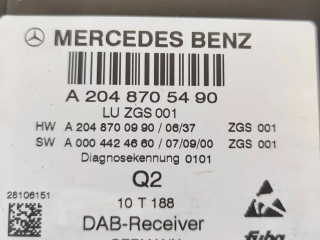 MERCEDES BENZ
A 204 870 54 90
LU ZGS 001
HW A 204 870 09 90 / 06/37 ZGS 001
SW A 000 442 46 60 / 07/09/00 ZGS 001
Diagnosekennung 0101
Q2
28106151
10 T 188
DAB-Receiver
fuba
GERMANY